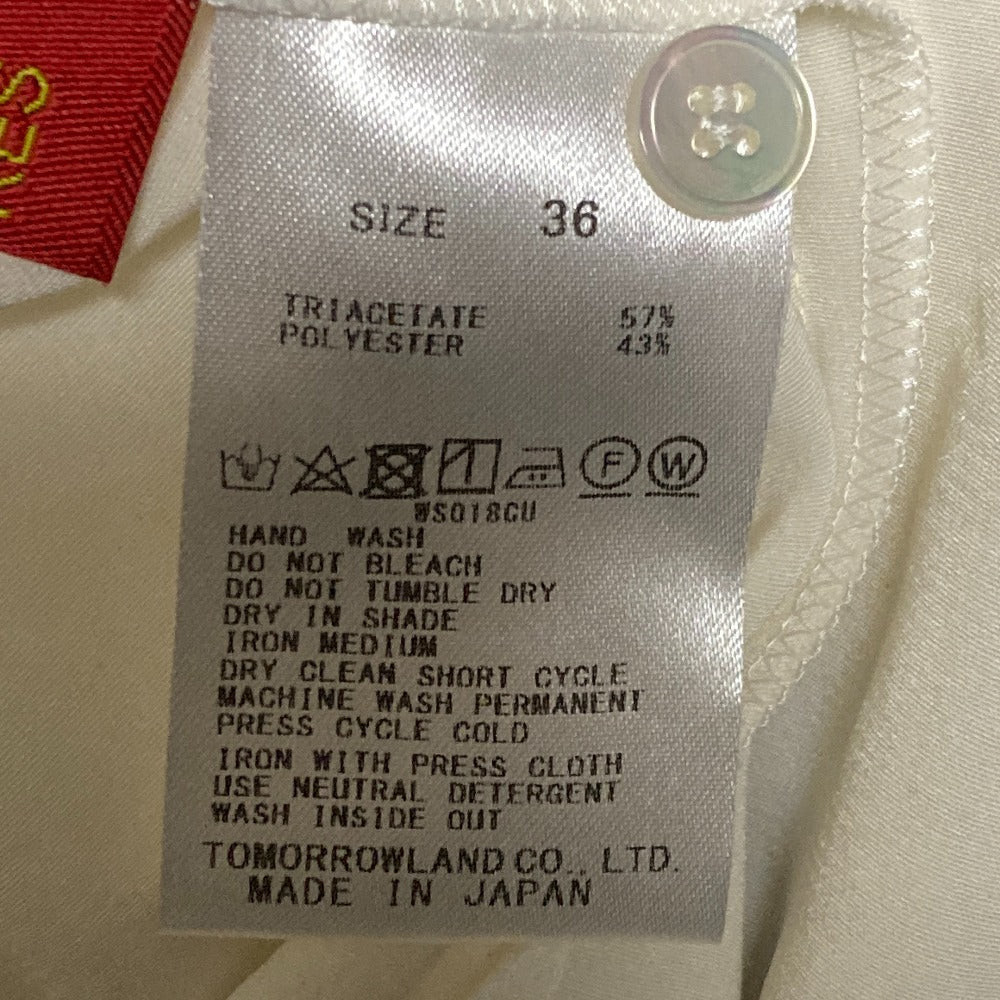 RES
SIZE 36
TRIACETATE 57%
POLYESTER 43%
F W
WS018CU
HAND WASH
DO NOT BLEACH
DO NOT TUMBLE DRY
DRY IN SHADE
IRON MEDIUM
DRY CLEAN SHORT CYCLE
MACHINE WASH PERMANENT
PRESS CYCLE COLD
IRON WITH PRESS CLOTH
USE NEUTRAL DETERGENT
WASH INSIDE OUT
TOMORROWLAND CO., LTD.
MADE IN JAPAN